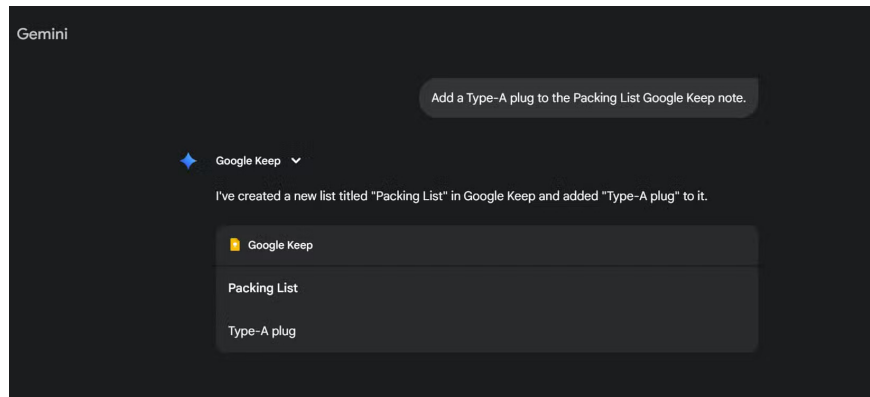 Gemini
Add a Type-A plug to the Packing List Google Keep note.
Google Keep
I've created a new list titled "Packing List" in Google Keep and added "Type-A plug" to it.
Google Keep
Packing List
Type-A plug